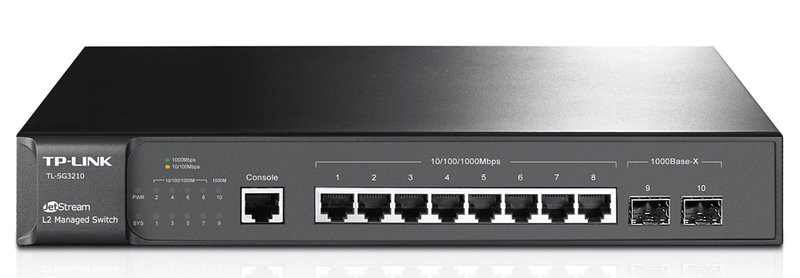 TP-LINK
TL-SG3210
JetStream
L2 Managed Switch
1000Mbps
10/100Mbps
10/100/1000M 1000M
PWR 2 4 6 8 10
SYS 1 3 5 7 9
Console
10/100/1000Mbps
1 2 3 4 5 6 7 8
1000Base-X
9 10